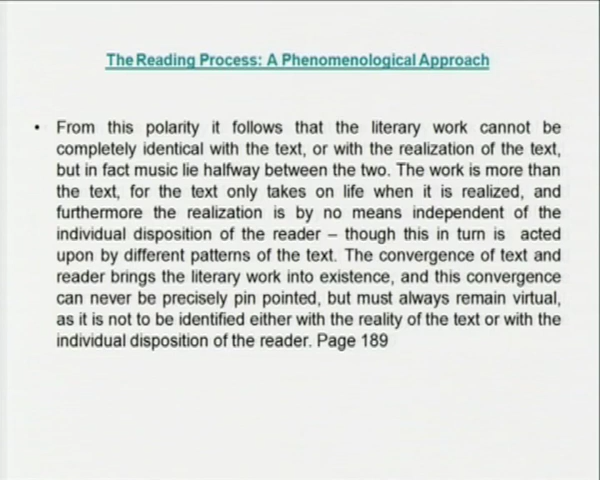 The Reading Process: A Phenomenological Approach
• From this polarity it follows that the literary work cannot be
completely identical with the text, or with the realization of the text,
but in fact music lie halfway between the two. The work is more than
the text, for the text only takes on life when it is realized, and
furthermore the realization is by no means independent of the
individual disposition of the reader – though this in turn is acted
upon by different patterns of the text. The convergence of text and
reader brings the literary work into existence, and this convergence
can never be precisely pin pointed, but must always remain virtual,
as it is not to be identified either with the reality of the text or with the
individual disposition of the reader. Page 189